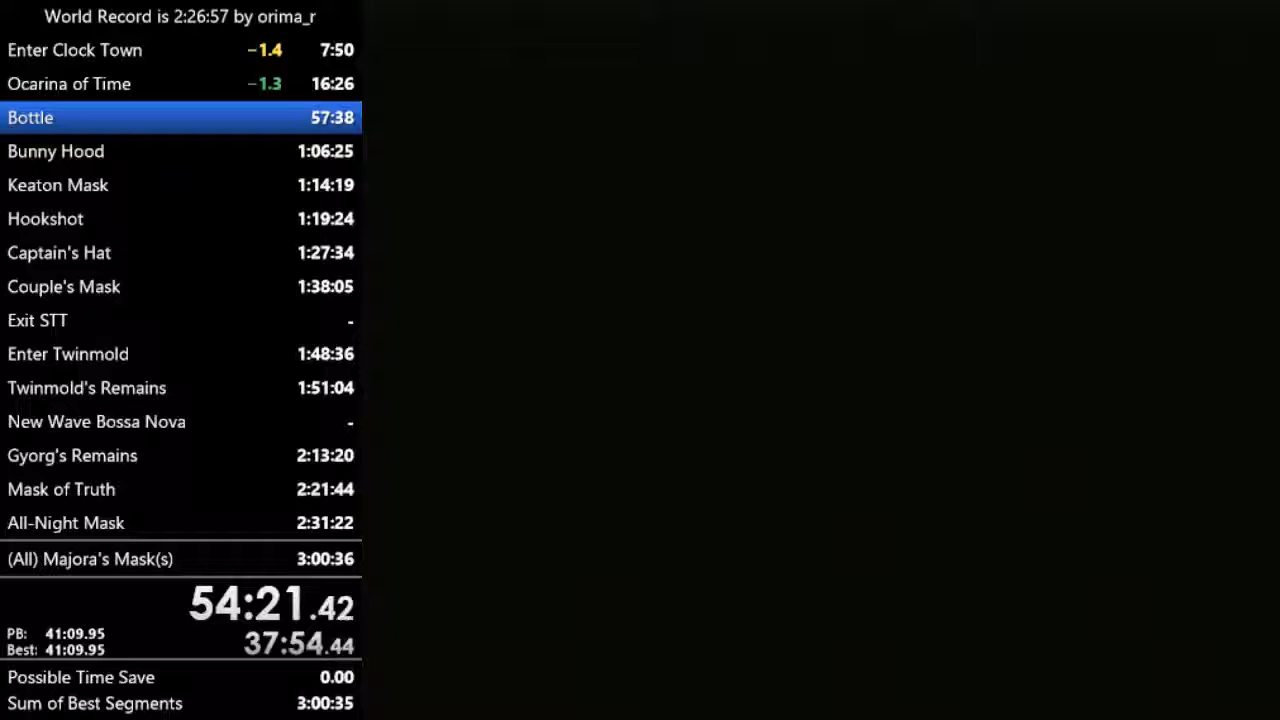 World Record is 2:26:57 by orima_r
Enter Clock Town −1.4 7:50
Ocarina of Time −1.3 16:26
Bottle 57:38
Bunny Hood 1:06:25
Keaton Mask 1:14:19
Hookshot 1:19:24
Captain's Hat 1:27:34
Couple's Mask 1:38:05
Exit STT -
Enter Twinmold 1:48:36
Twinmold's Remains 1:51:04
New Wave Bossa Nova -
Gyorg's Remains 2:13:20
Mask of Truth 2:21:44
All-Night Mask 2:31:22
(All) Majora's Mask(s) 3:00:36
54:21.42
PB: 41:09.95
Best: 41:09.95
37:54.44
Possible Time Save 0.00
Sum of Best Segments 3:00:35